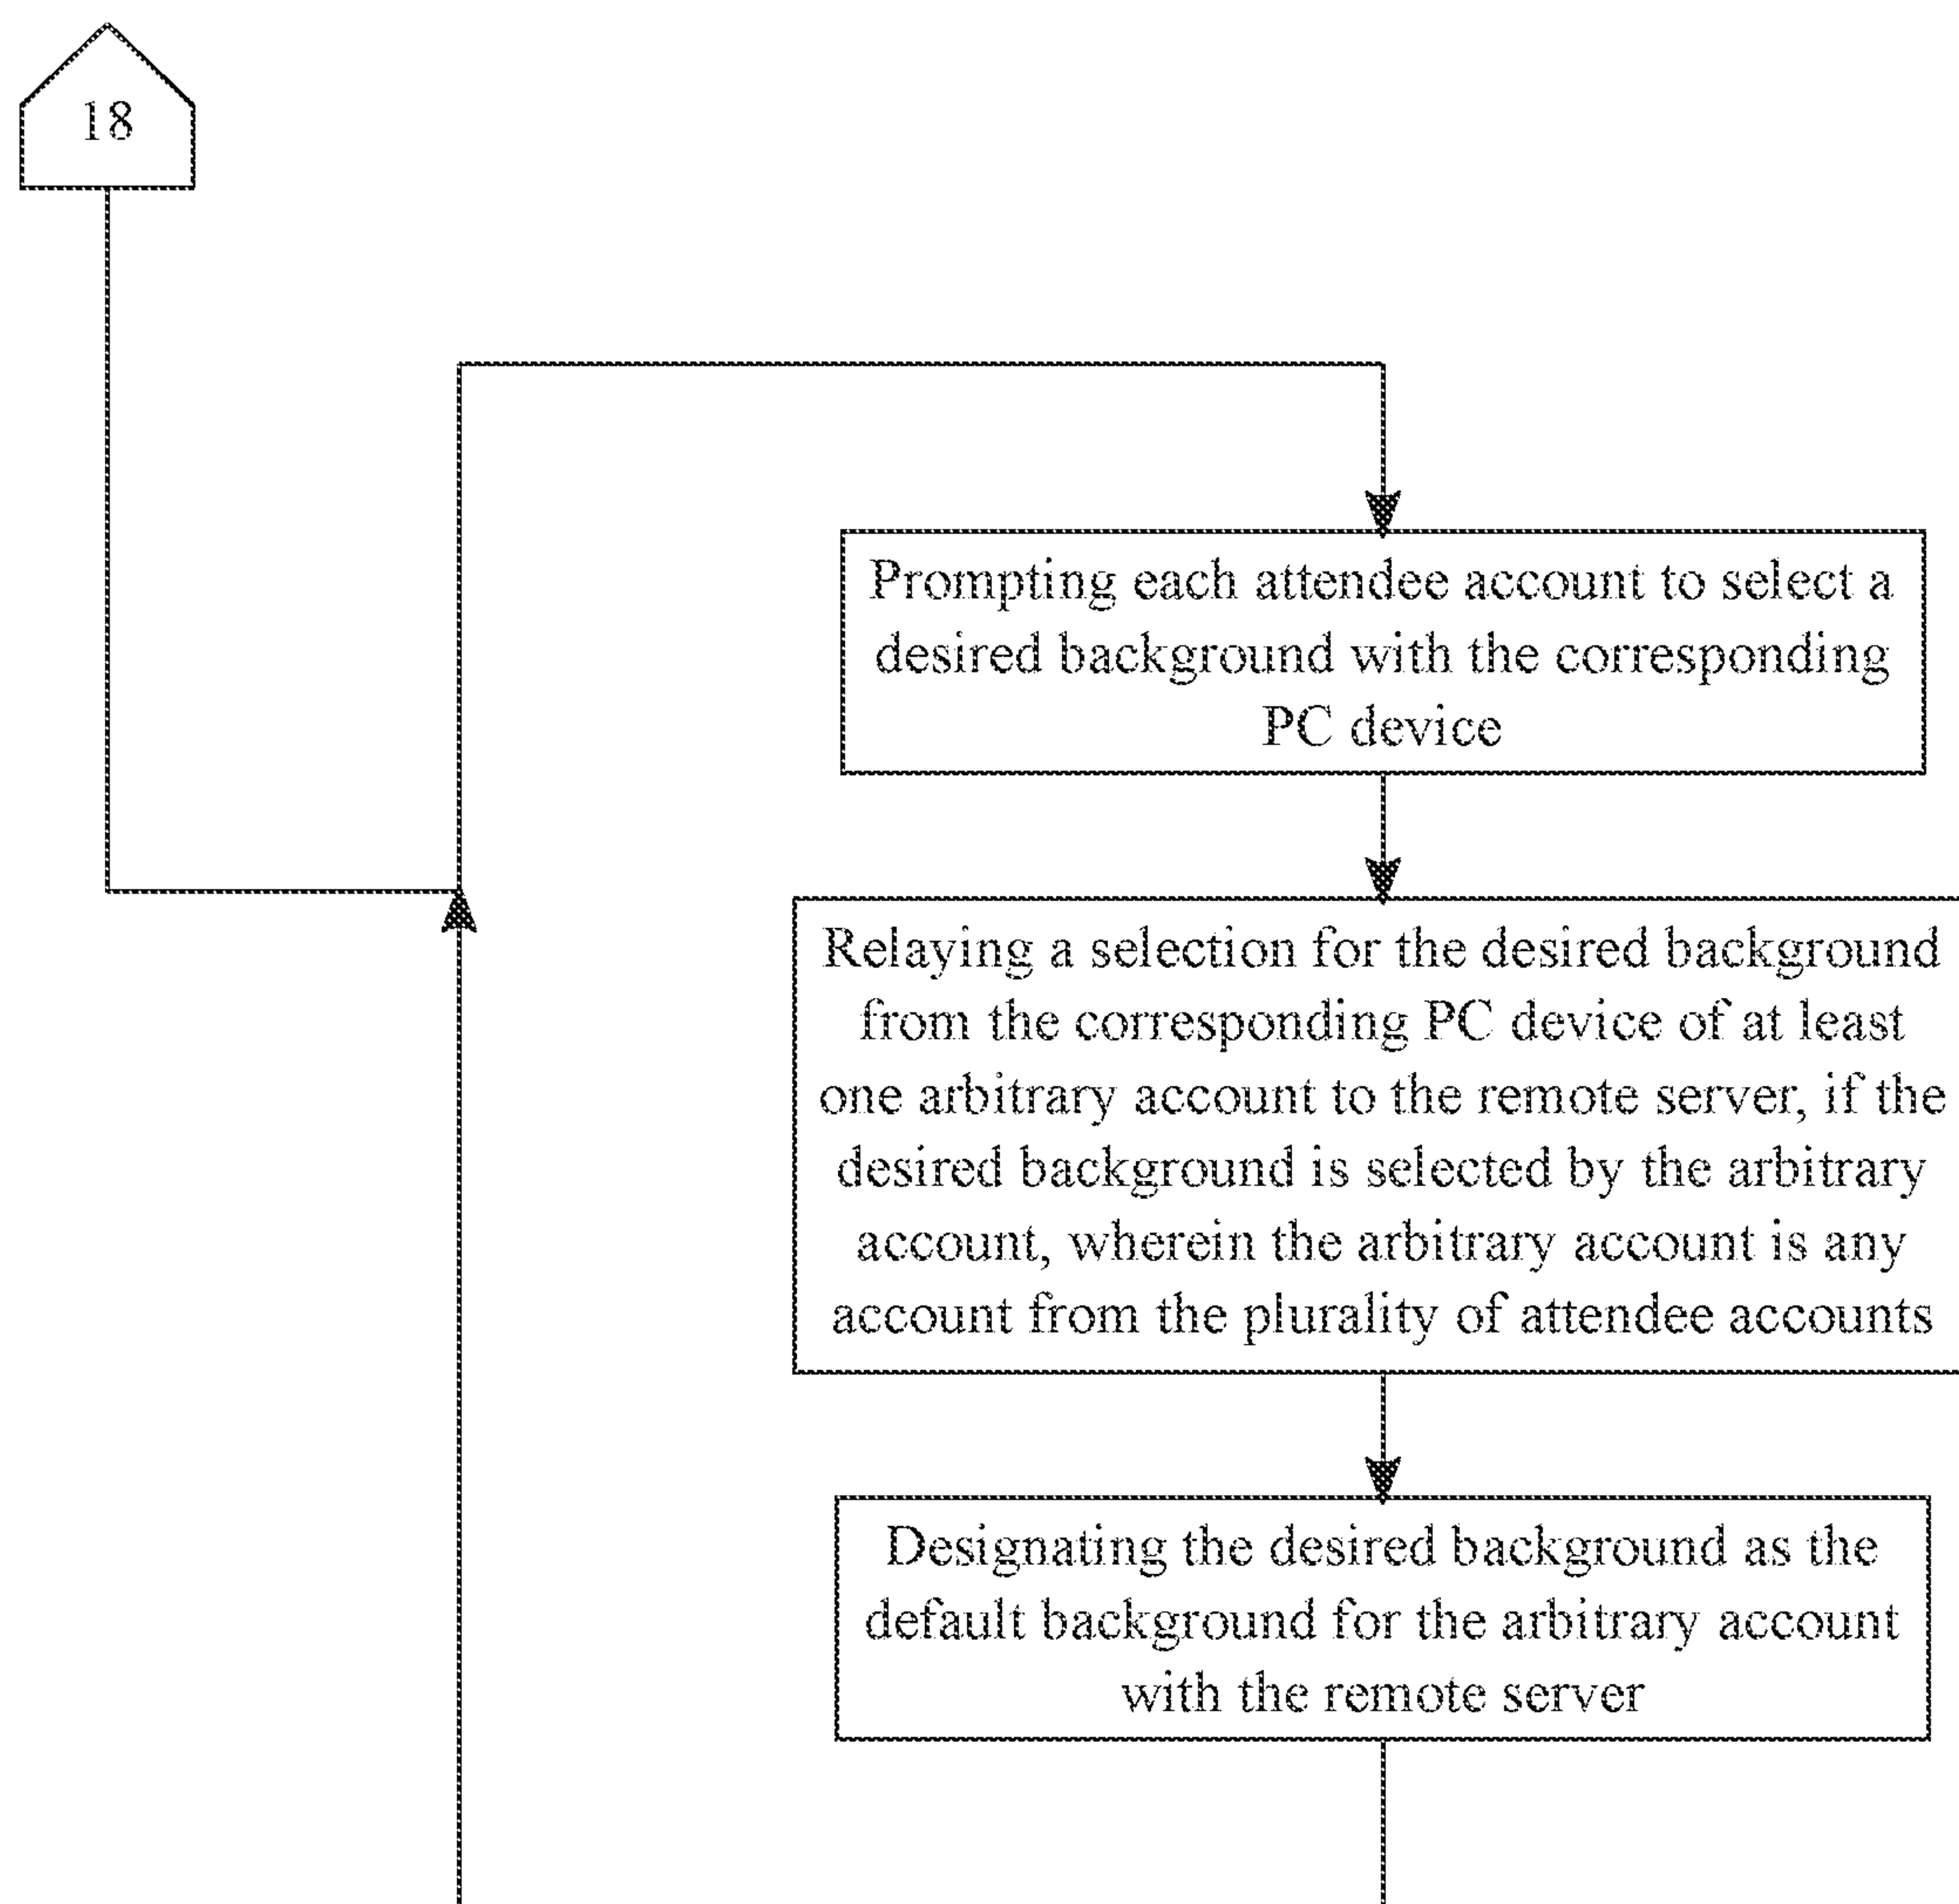 18
Prompting each attendee account to select a
desired background with the corresponding
PC device
Relaying a selection for the desired background
from the corresponding PC device of at least
one arbitrary account to the remote server, if the
desired background is selected by the arbitrary
account, wherein the arbitrary account is any
account from the plurality of attendee accounts
Designating the desired background as the
default background for the arbitrary account
with the remote server